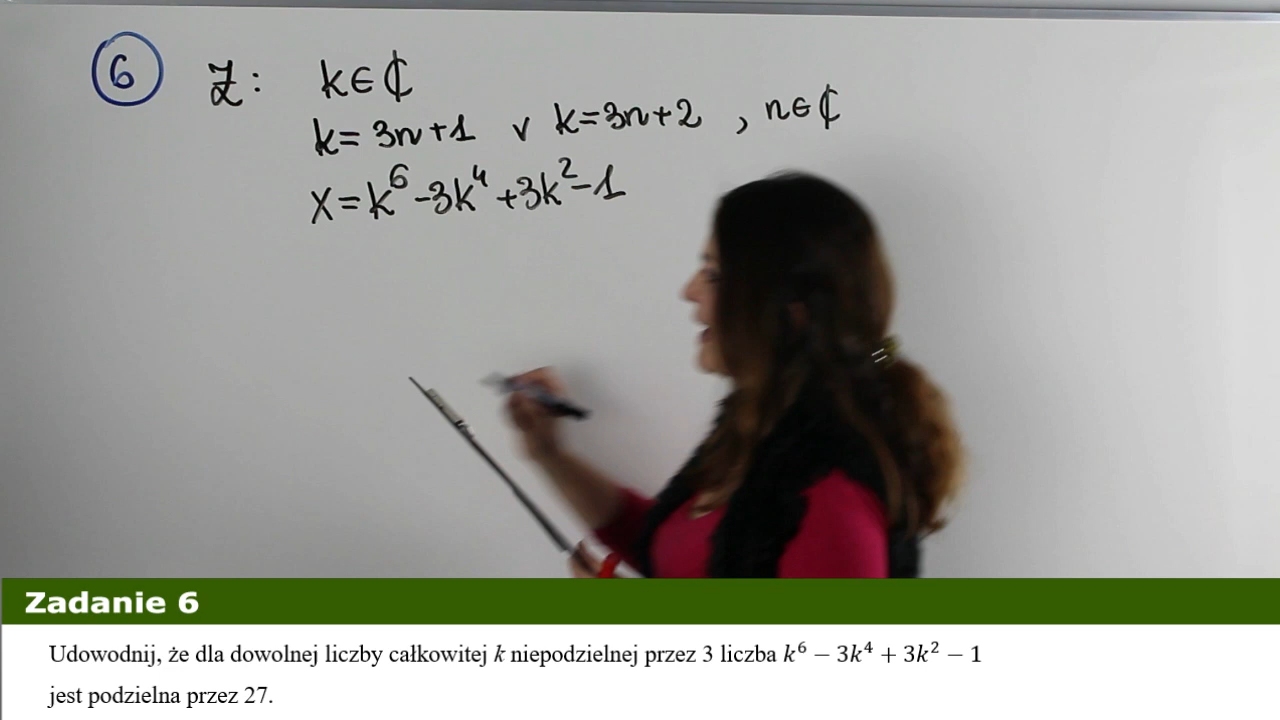 6 Z: k∈ℂ
k=3n+1 ∨ k=3n+2 , n∈ℂ
x=k⁶-3k⁴+3k²-1
Zadanie 6
Udowodnij, że dla dowolnej liczby całkowitej k niepodzielnej przez 3 liczba k⁶ − 3k⁴ + 3k² − 1
jest podzielna przez 27.